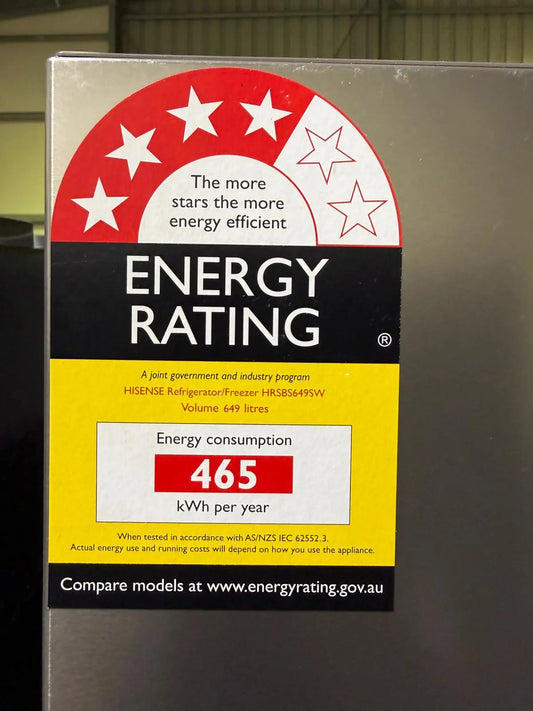 The more
stars the more
energy efficient
ENERGY
RATING
®
A joint government and industry program
HISENSE Refrigerator/Freezer HRSBS649SW
Volume 649 litres
Energy consumption
465
kWh per year
When tested in accordance with AS/NZS IEC 62552.3.
Actual energy use and running costs will depend on how you use the appliance.
Compare models at www.energyrating.gov.au